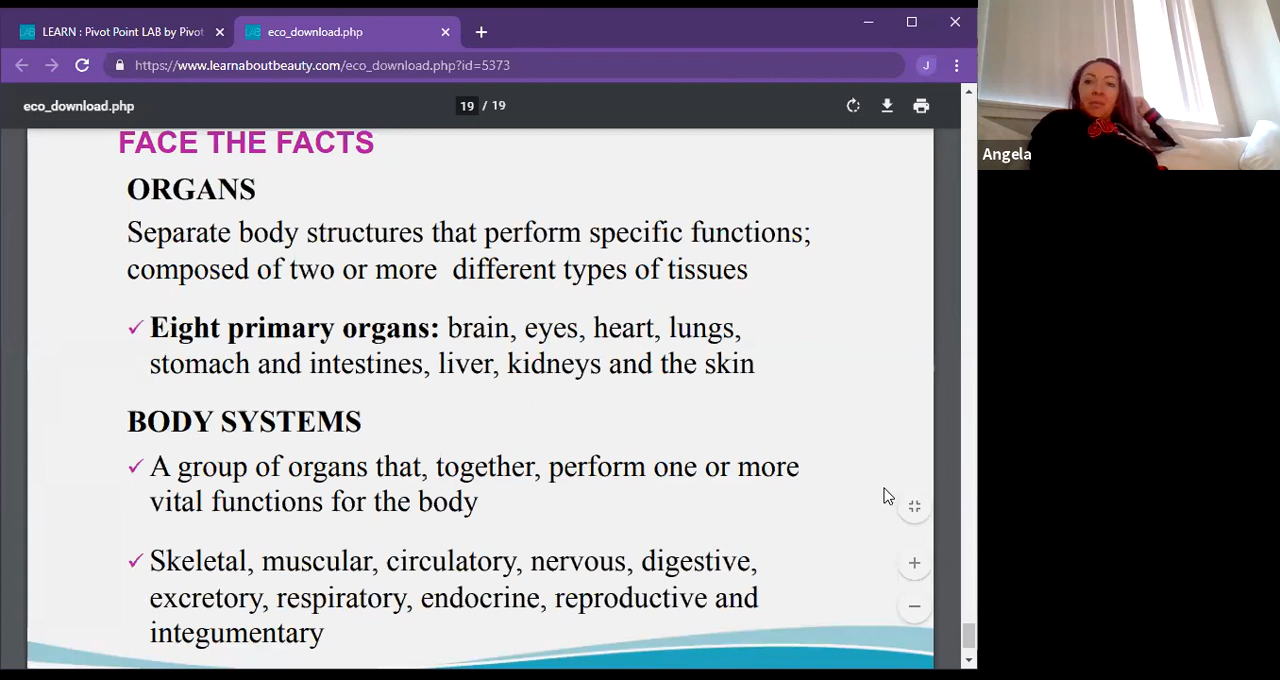 LEARN : Pivot Point LAB by Pivot
eco_download.php
https://www.learnaboutbeauty.com/eco_download.php?id=5373
J
eco_download.php
19 / 19
FACE THE FACTS
ORGANS
Separate body structures that perform specific functions;
composed of two or more different types of tissues
✓ Eight primary organs: brain, eyes, heart, lungs,
stomach and intestines, liver, kidneys and the skin
BODY SYSTEMS
✓ A group of organs that, together, perform one or more
vital functions for the body
✓ Skeletal, muscular, circulatory, nervous, digestive,
excretory, respiratory, endocrine, reproductive and
integumentary
Angela